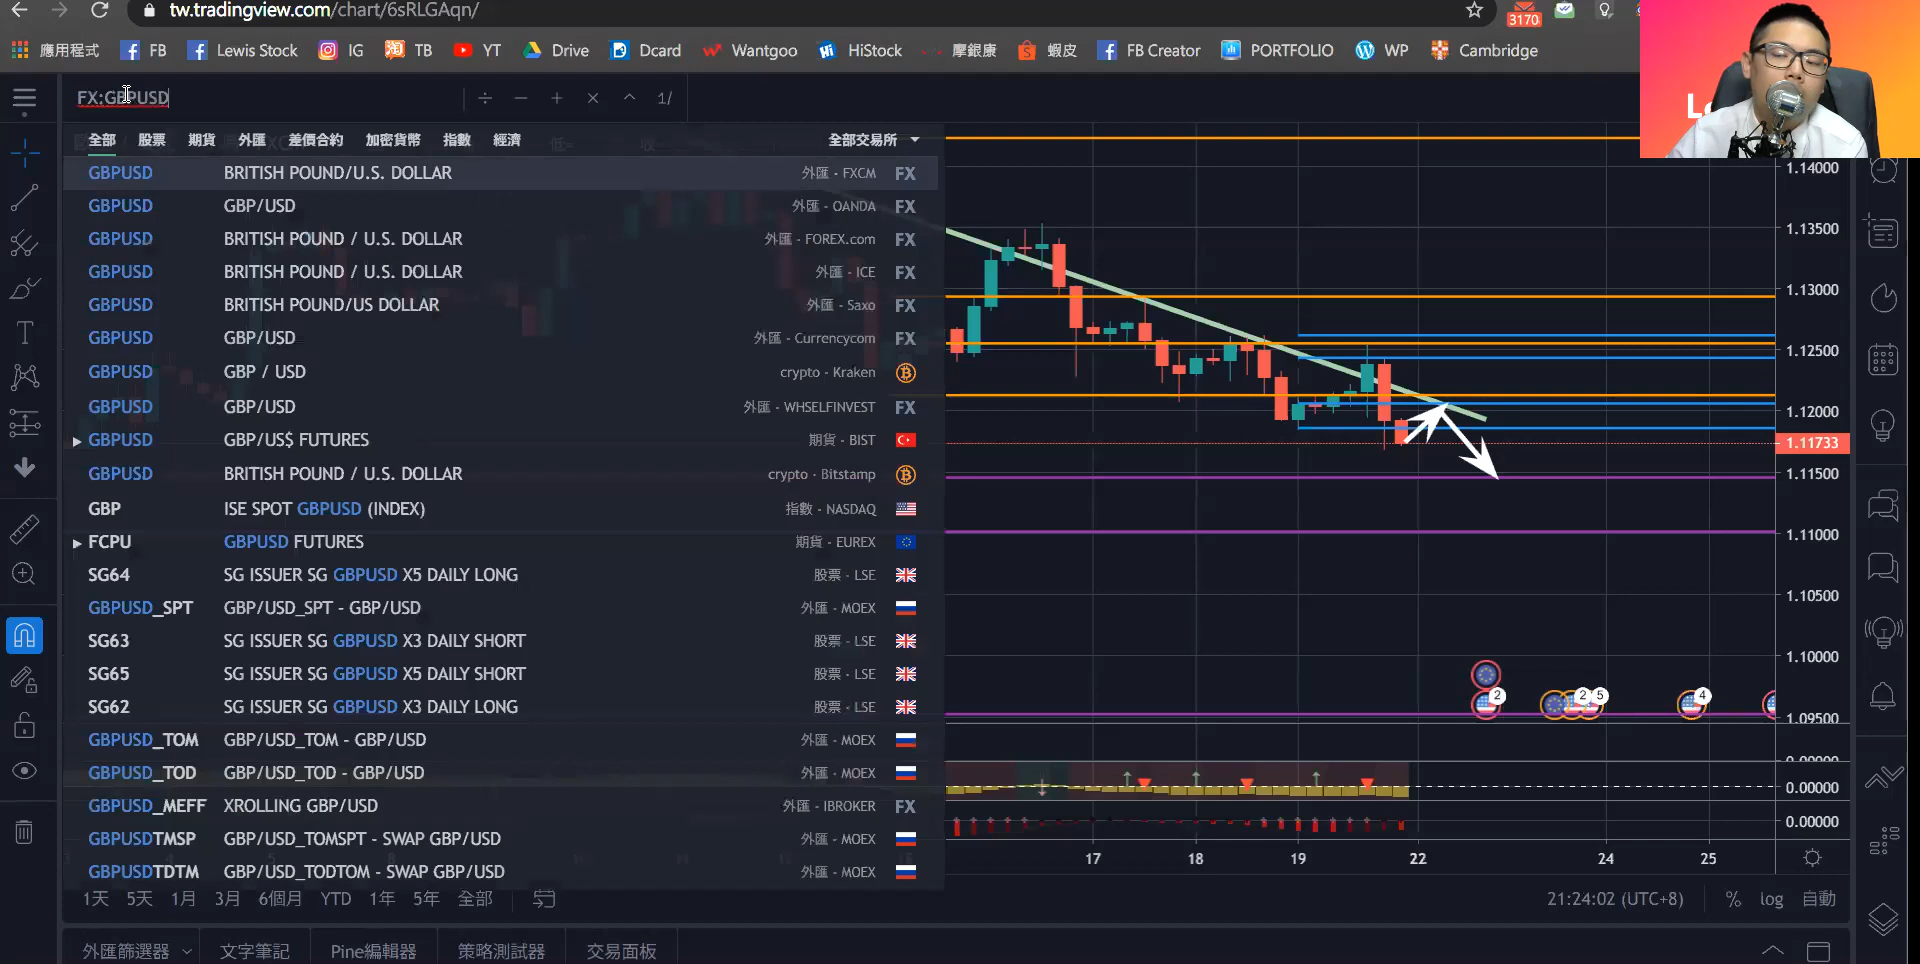 tw.tradingview.com/chart/6sRLGAqn/
3170
應用程式 FB Lewis Stock IG TB YT Drive Dcard Wantgoo HiStock 摩銀康 蝦皮 FB Creator PORTFOLIO WP Cambridge
FX:GBPUSD ÷ − + × ^ 1/
全部 股票 期貨 外匯 差價合約 加密貨幣 指數 經濟 全部交易所
GBPUSD BRITISH POUND/U.S. DOLLAR 外匯 - FXCM FX
GBPUSD GBP/USD 外匯 - OANDA FX
GBPUSD BRITISH POUND / U.S. DOLLAR 外匯 - FOREX.com FX
GBPUSD BRITISH POUND / U.S. DOLLAR 外匯 - ICE FX
GBPUSD BRITISH POUND/US DOLLAR 外匯 - Saxo FX
GBPUSD GBP/USD 外匯 - Currencycom FX
GBPUSD GBP / USD crypto - Kraken
GBPUSD GBP/USD 外匯 - WHSELFINVEST FX
GBPUSD GBP/US$ FUTURES 期貨 - BIST
GBPUSD BRITISH POUND / U.S. DOLLAR crypto - Bitstamp
GBP ISE SPOT GBPUSD (INDEX) 指數 - NASDAQ
FCPU GBPUSD FUTURES 期貨 - EUREX
SG64 SG ISSUER SG GBPUSD X5 DAILY LONG 股票 - LSE
GBPUSD_SPT GBP/USD_SPT - GBP/USD 外匯 - MOEX
SG63 SG ISSUER SG GBPUSD X3 DAILY SHORT 股票 - LSE
SG65 SG ISSUER SG GBPUSD X5 DAILY SHORT 股票 - LSE
SG62 SG ISSUER SG GBPUSD X3 DAILY LONG 股票 - LSE
GBPUSD_TOM GBP/USD_TOM - GBP/USD 外匯 - MOEX
GBPUSD_TOD GBP/USD_TOD - GBP/USD 外匯 - MOEX
GBPUSD_MEFF XROLLING GBP/USD 外匯 - IBROKER FX
GBPUSDTMSP GBP/USD_TOMSPT - SWAP GBP/USD 外匯 - MOEX
GBPUSDTDTM GBP/USD_TODTOM - SWAP GBP/USD 外匯 - MOEX
1.14000
1.13500
1.13000
1.12500
1.12000
1.11733
1.11500
1.11000
1.10500
1.10000
1.09500
2 2 5 4
0.00000
0.00000
17 18 19 22 24 25
1天 5天 1月 3月 6個月 YTD 1年 5年 全部 21:24:02 (UTC+8) % log 自動
外匯篩選器 文字筆記 Pine編輯器 策略測試器 交易面板